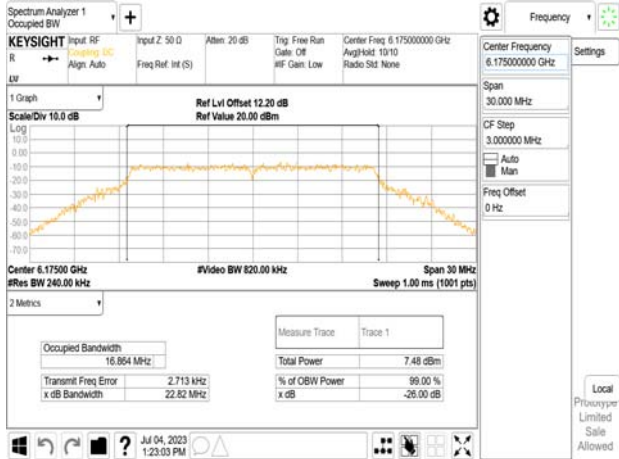 Spectrum Analyzer 1
Occupied BW
+
Frequency
KEYSIGHT
R
LV
Input: RF
Coupling: DC
Align: Auto
Input Z: 50 Ω
Freq Ref: Int (S)
Atten: 20 dB
Trig: Free Run
Gate: Off
#IF Gain: Low
Center Freq: 6.175000000 GHz
Avg|Hold: 10/10
Radio Std: None
Center Frequency
6.175000000 GHz
Settings
Span
30.000 MHz
CF Step
3.000000 MHz
Auto
Man
Freq Offset
0 Hz
1 Graph
Scale/Div 10.0 dB
Ref Lvl Offset 12.20 dB
Ref Value 20.00 dBm
Log
10.0
0.00
-10.0
-20.0
-30.0
-40.0
-50.0
-60.0
-70.0
Center 6.17500 GHz
#Res BW 240.00 kHz
#Video BW 820.00 kHz
Span 30 MHz
Sweep 1.00 ms (1001 pts)
2 Metrics
Measure Trace Trace 1
Occupied Bandwidth
16.864 MHz
Total Power 7.48 dBm
Transmit Freq Error 2.713 kHz
% of OBW Power 99.00 %
x dB Bandwidth 22.82 MHz
x dB -26.00 dB
Local
Prototype
Limited
Sale
Allowed
?
Jul 04, 2023
1:23:03 PM